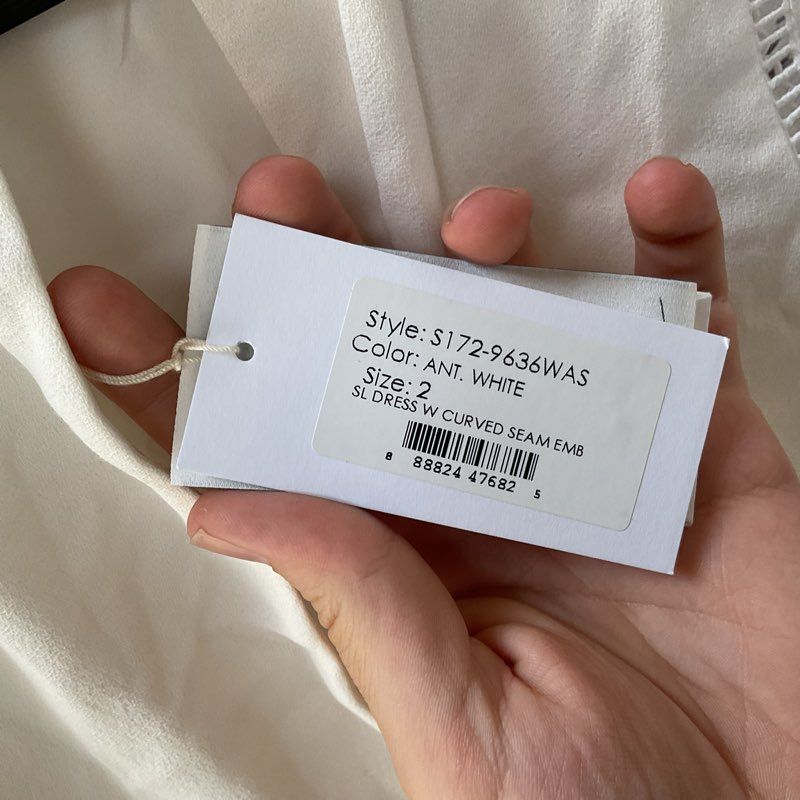 Style: S172-9636WAS
Color: ANT. WHITE
Size: 2
SL DRESS W CURVED SEAM EMB
8 88824 47682 5